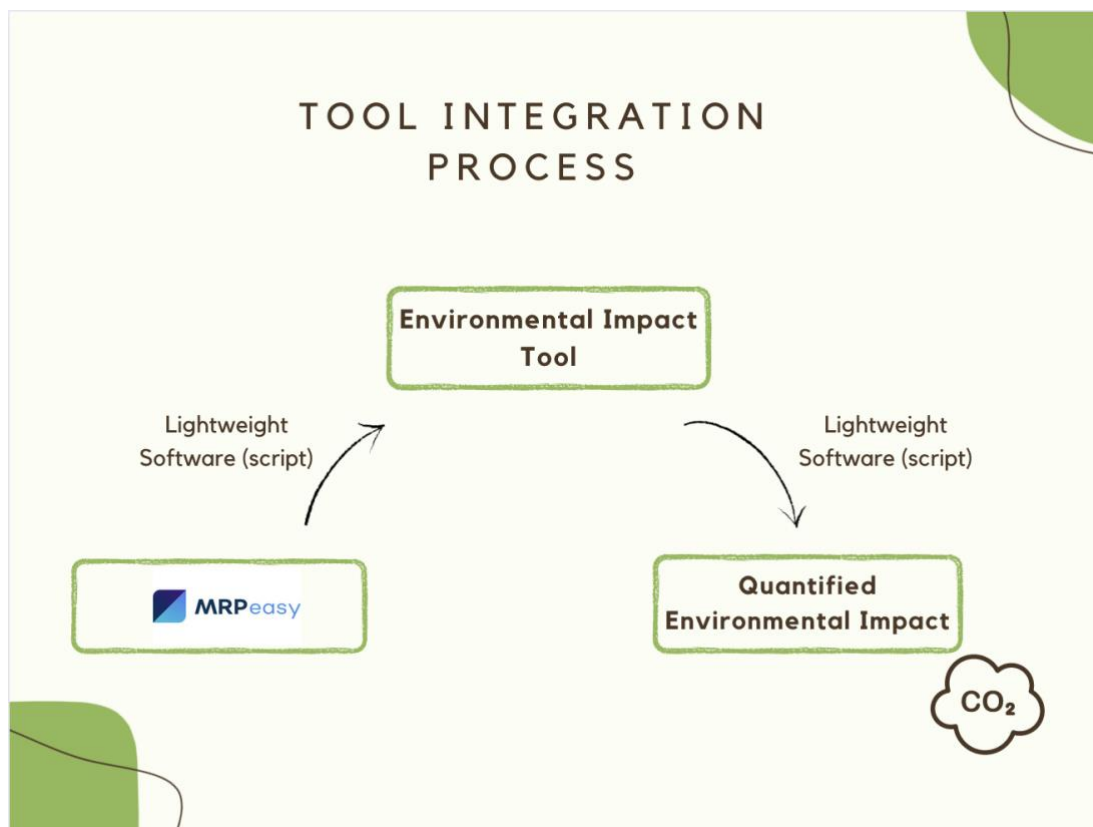 TOOL INTEGRATION
PROCESS
Environmental Impact
Tool
Lightweight
Software (script)
Lightweight
Software (script)
MRPeasy
Quantified
Environmental Impact
CO₂